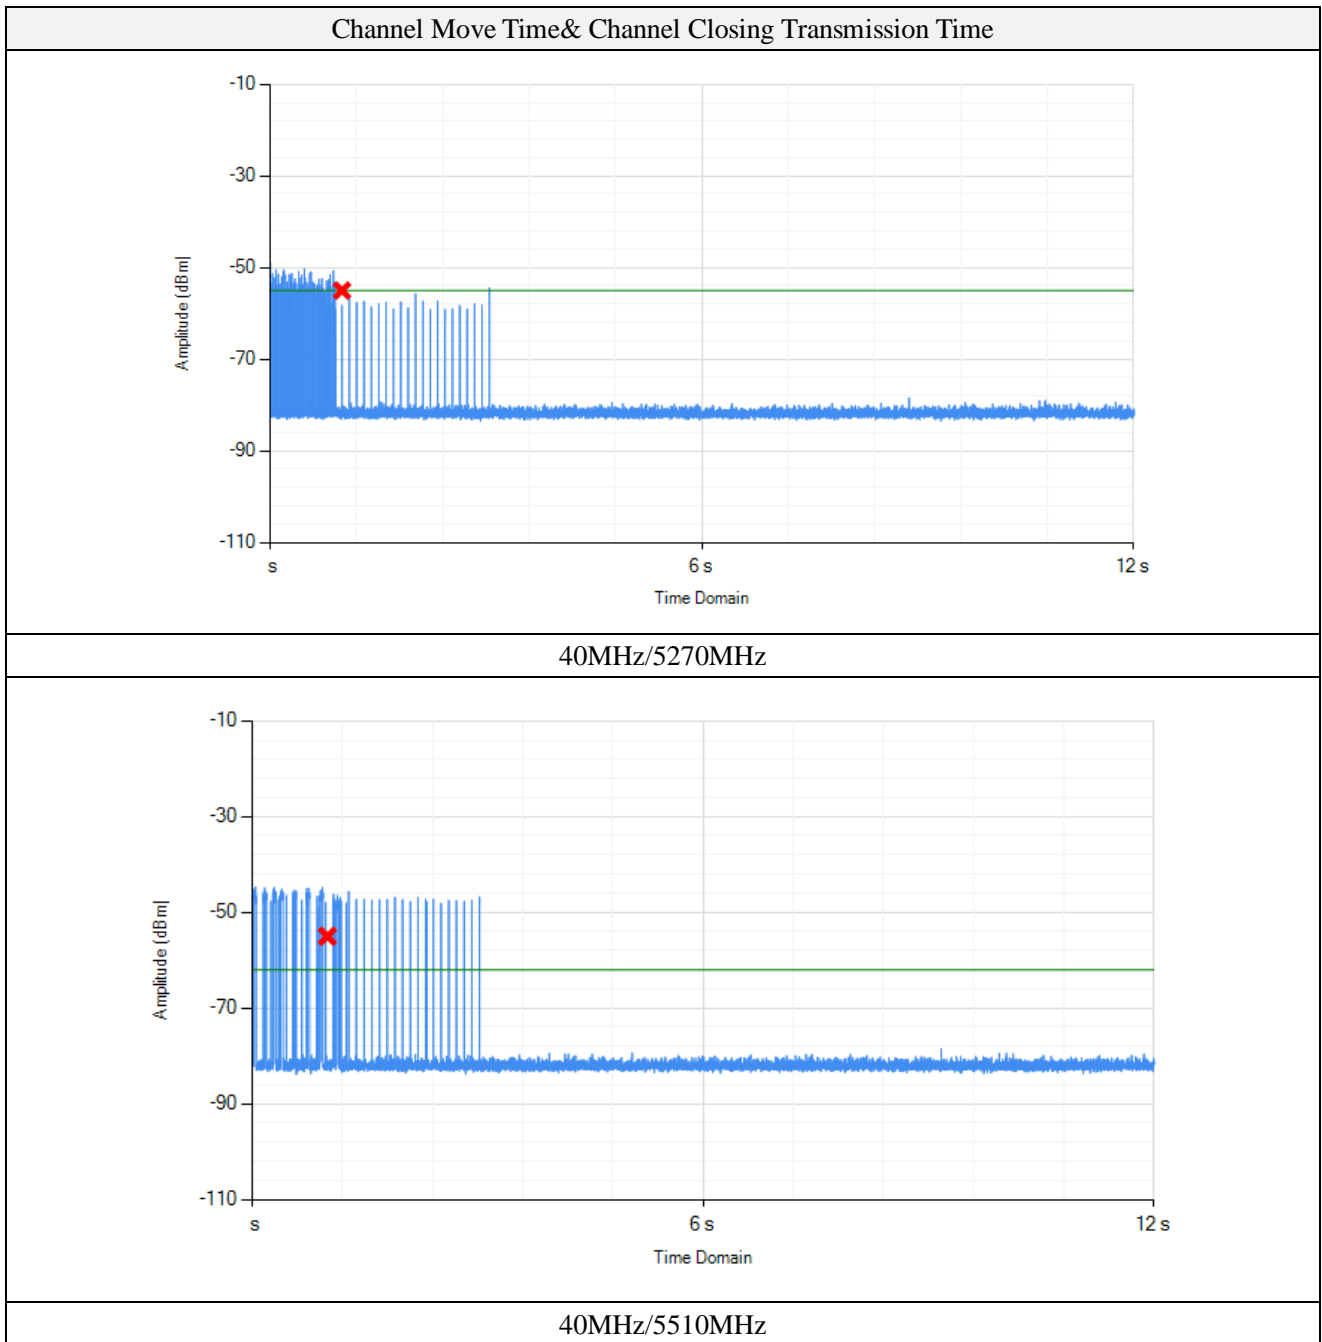 Channel Move Time& Channel Closing Transmission Time
-10
-30
-50
-70
-90
-110
Amplitude (dBm)
s
6 s
12 s
Time Domain
40MHz/5270MHz
-10
-30
-50
-70
-90
-110
Amplitude (dBm)
s
6 s
12 s
Time Domain
40MHz/5510MHz